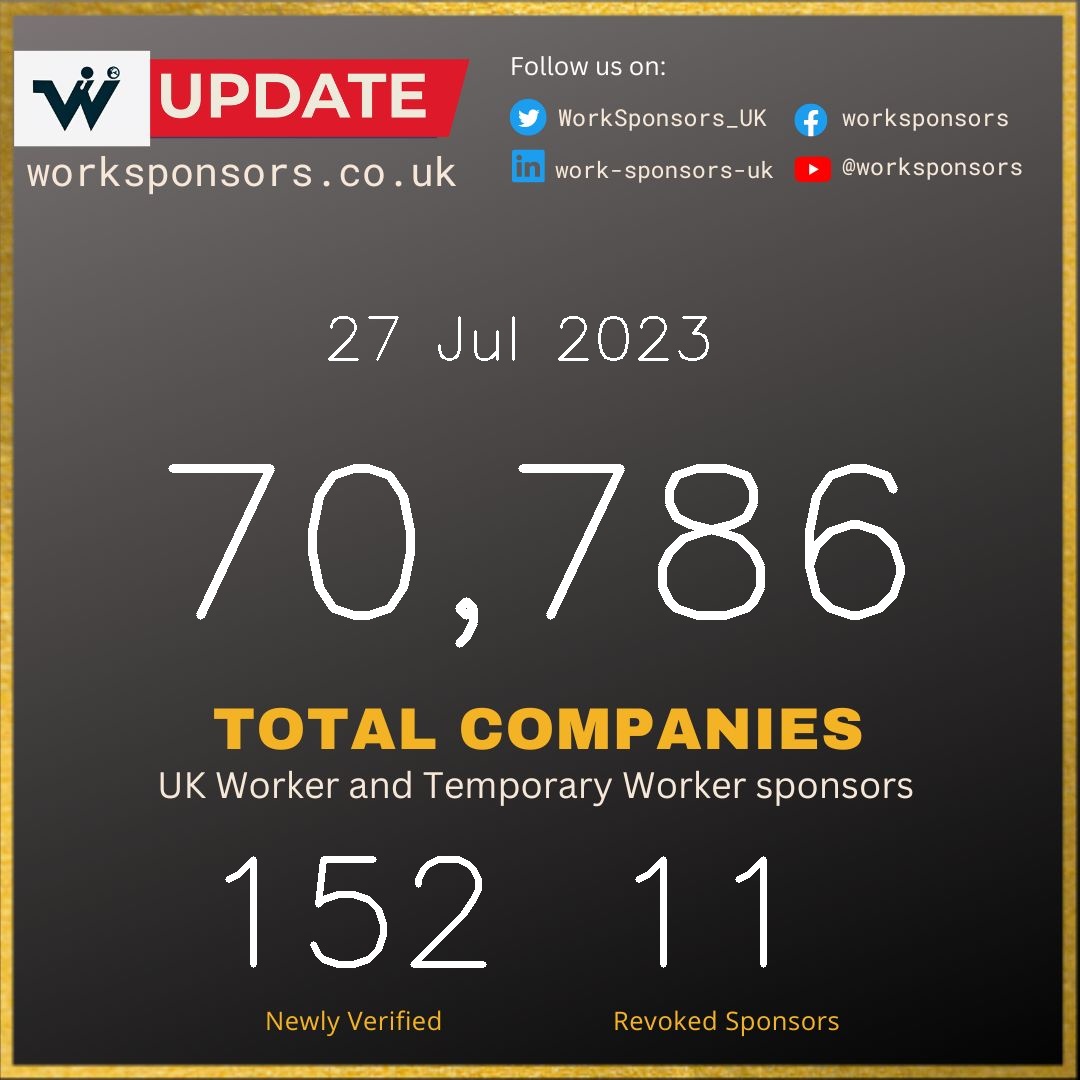 UPDATE
worksponsors.co.uk
Follow us on:
WorkSponsors_UK
worksponsors
work-sponsors-uk
@worksponsors
27 Jul 2023
70,786
TOTAL COMPANIES
UK Worker and Temporary Worker sponsors
152 11
Newly Verified Revoked Sponsors